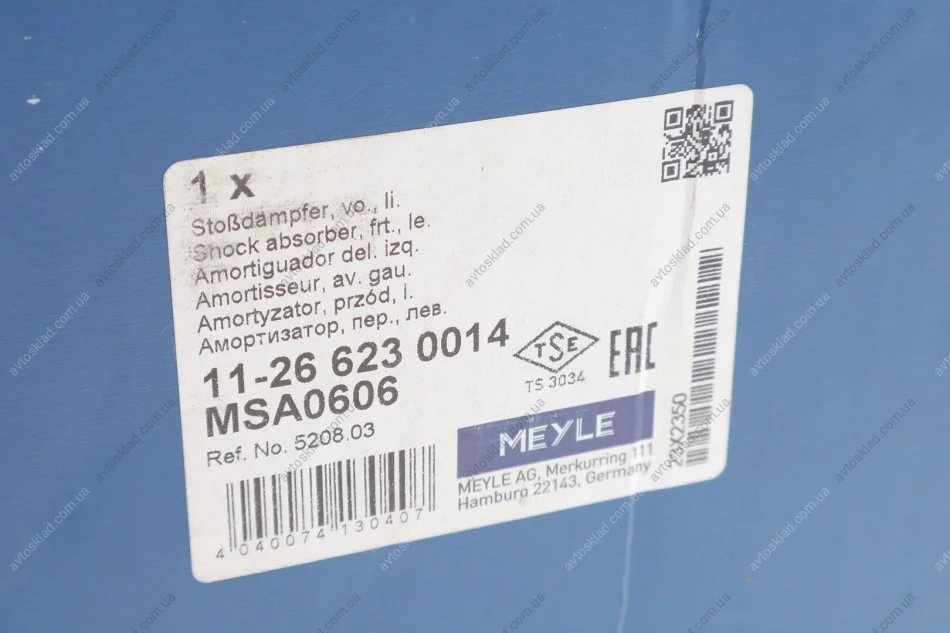 1 x
Stoßdämpfer, vo., li.
Shock absorber, frt., le.
Amortiguador del. izq.
Amortisseur, av. gau.
Amortyzator, przód, l.
Амортизатор, пер., лев.
11-26 623 0014
MSA0606
Ref. No. 5208.03
4 040074 130407
TSE
TS 3034
EAC
MEYLE
MEYLE AG, Merkurring 111
Hamburg 22143, Germany
avtosklad.com.ua